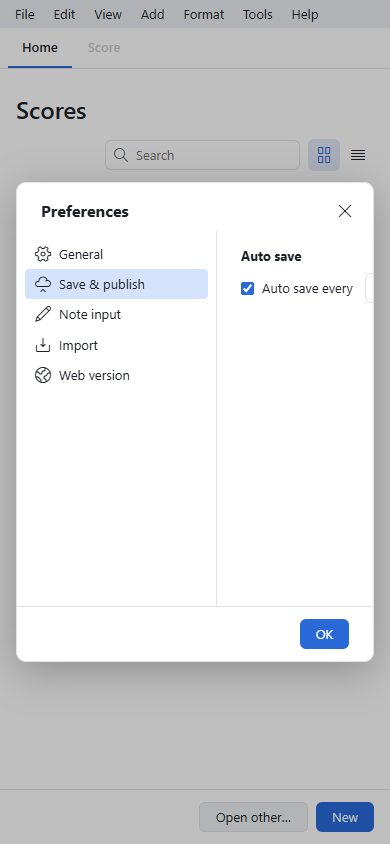 File Edit View Add Format Tools Help
Home Score
Scores
Search
Preferences
General
Save & publish
Note input
Import
Web version
Auto save
Auto save every
OK
Open other... New